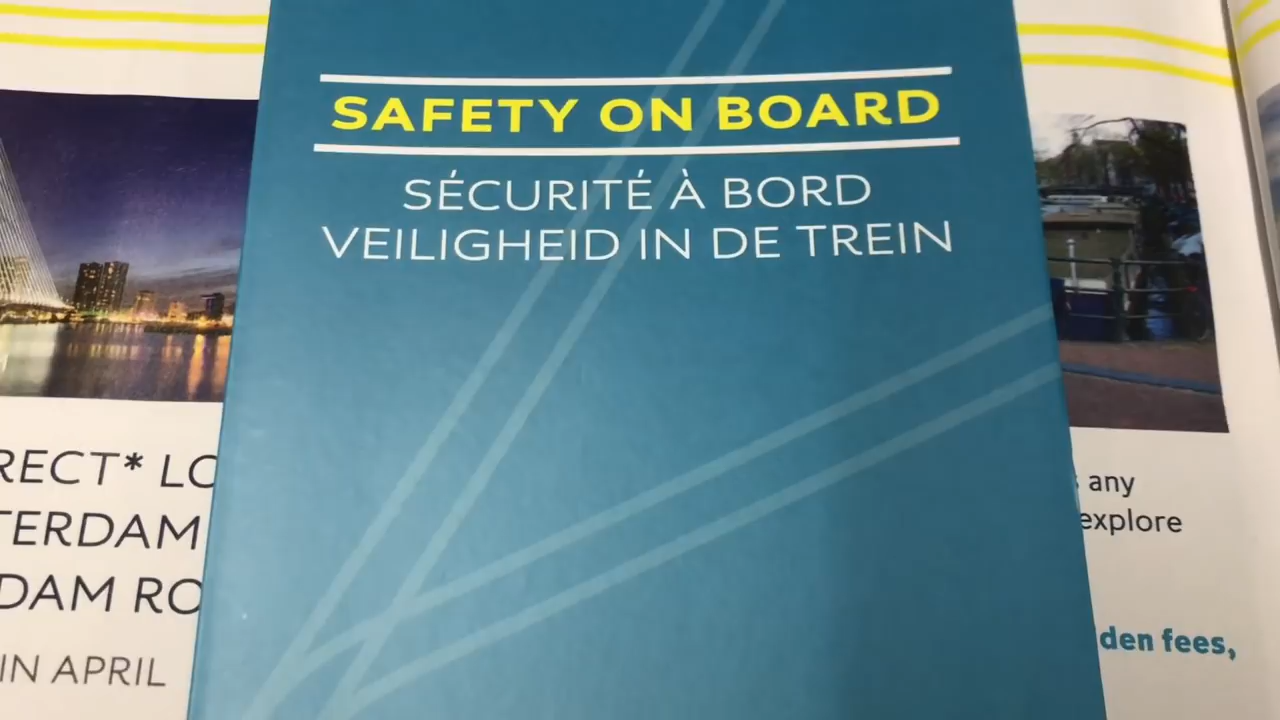 SAFETY ON BOARD
SÉCURITÉ À BORD
VEILIGHEID IN DE TREIN
RECT* LO
TERDAM
DAM RO
IN APRIL
any
explore
den fees,